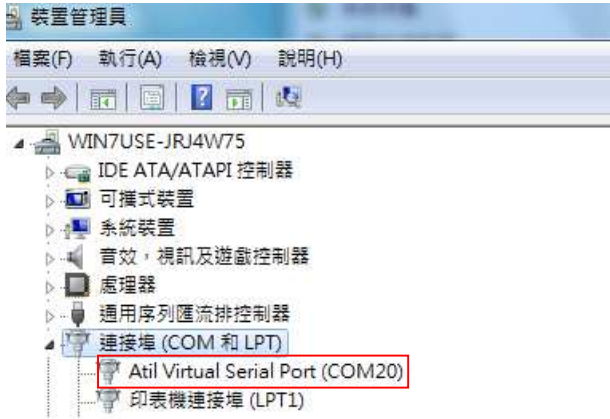 裝置管理員
檔案(F) 執行(A) 檢視(V) 說明(H)
WIN7USE-JRJ4W75
IDE ATA/ATAPI 控制器
可攜式裝置
系統裝置
音效，視訊及遊戲控制器
處理器
通用序列匯流排控制器
連接埠 (COM 和 LPT)
Atil Virtual Serial Port (COM20)
印表機連接埠 (LPT1)